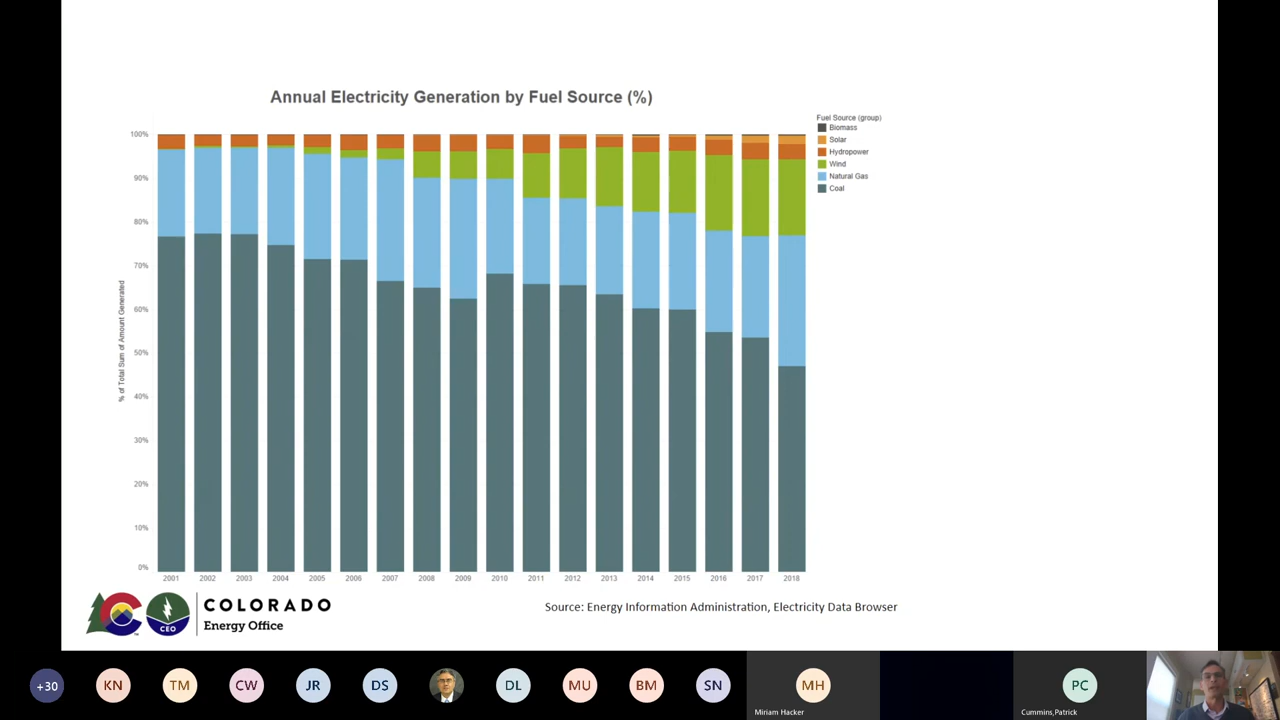 Annual Electricity Generation by Fuel Source (%)
Fuel Source (group)
Biomass
Solar
Hydropower
Wind
Natural Gas
Coal
% of Total Sum of Amount Generated
100%
90%
80%
70%
60%
50%
40%
30%
20%
10%
0%
2001 2002 2003 2004 2005 2006 2007 2008 2009 2010 2011 2012 2013 2014 2015 2016 2017 2018
C
CEO
COLORADO
Energy Office
Source: Energy Information Administration, Electricity Data Browser
+30 KN TM CW JR DS DL MU BM SN MH PC
Miriam Hacker
Cummins,Patrick